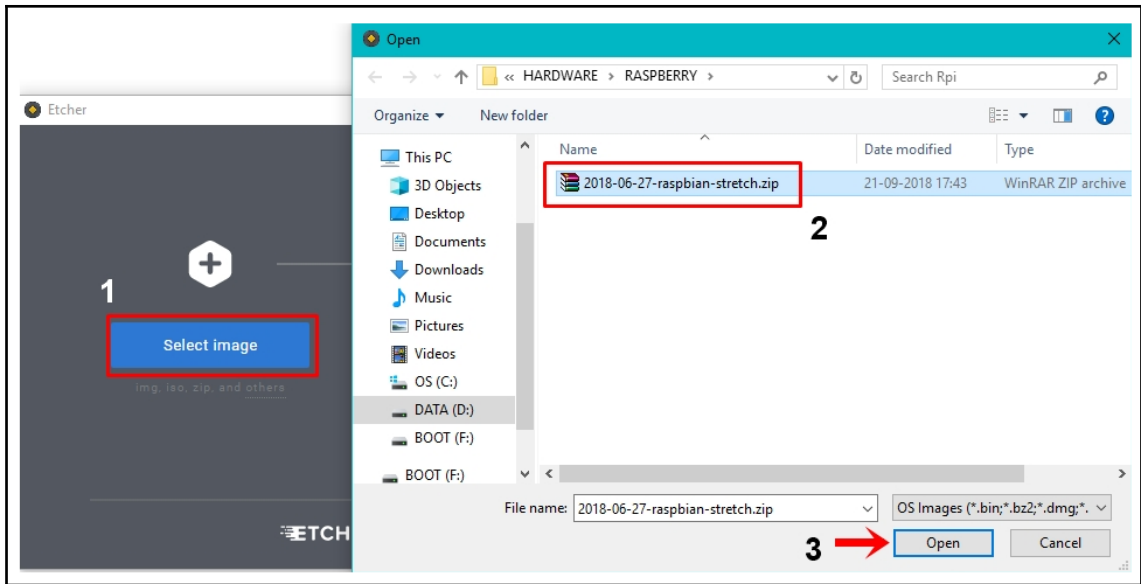 Open
« HARDWARE > RASPBERRY >
Search Rpi
Etcher
Organize
New folder
Name
Date modified
Type
This PC
2018-06-27-raspbian-stretch.zip
21-09-2018 17:43
WinRAR ZIP archive
3D Objects
Desktop
2
Documents
Downloads
1
Music
Pictures
Select image
Videos
img, iso, zip, and others
OS (C:)
DATA (D:)
BOOT (F:)
BOOT (F:)
File name:
2018-06-27-raspbian-stretch.zip
OS Images (*.bin;*.bz2;*.dmg;*.
ETCH
3
Open
Cancel